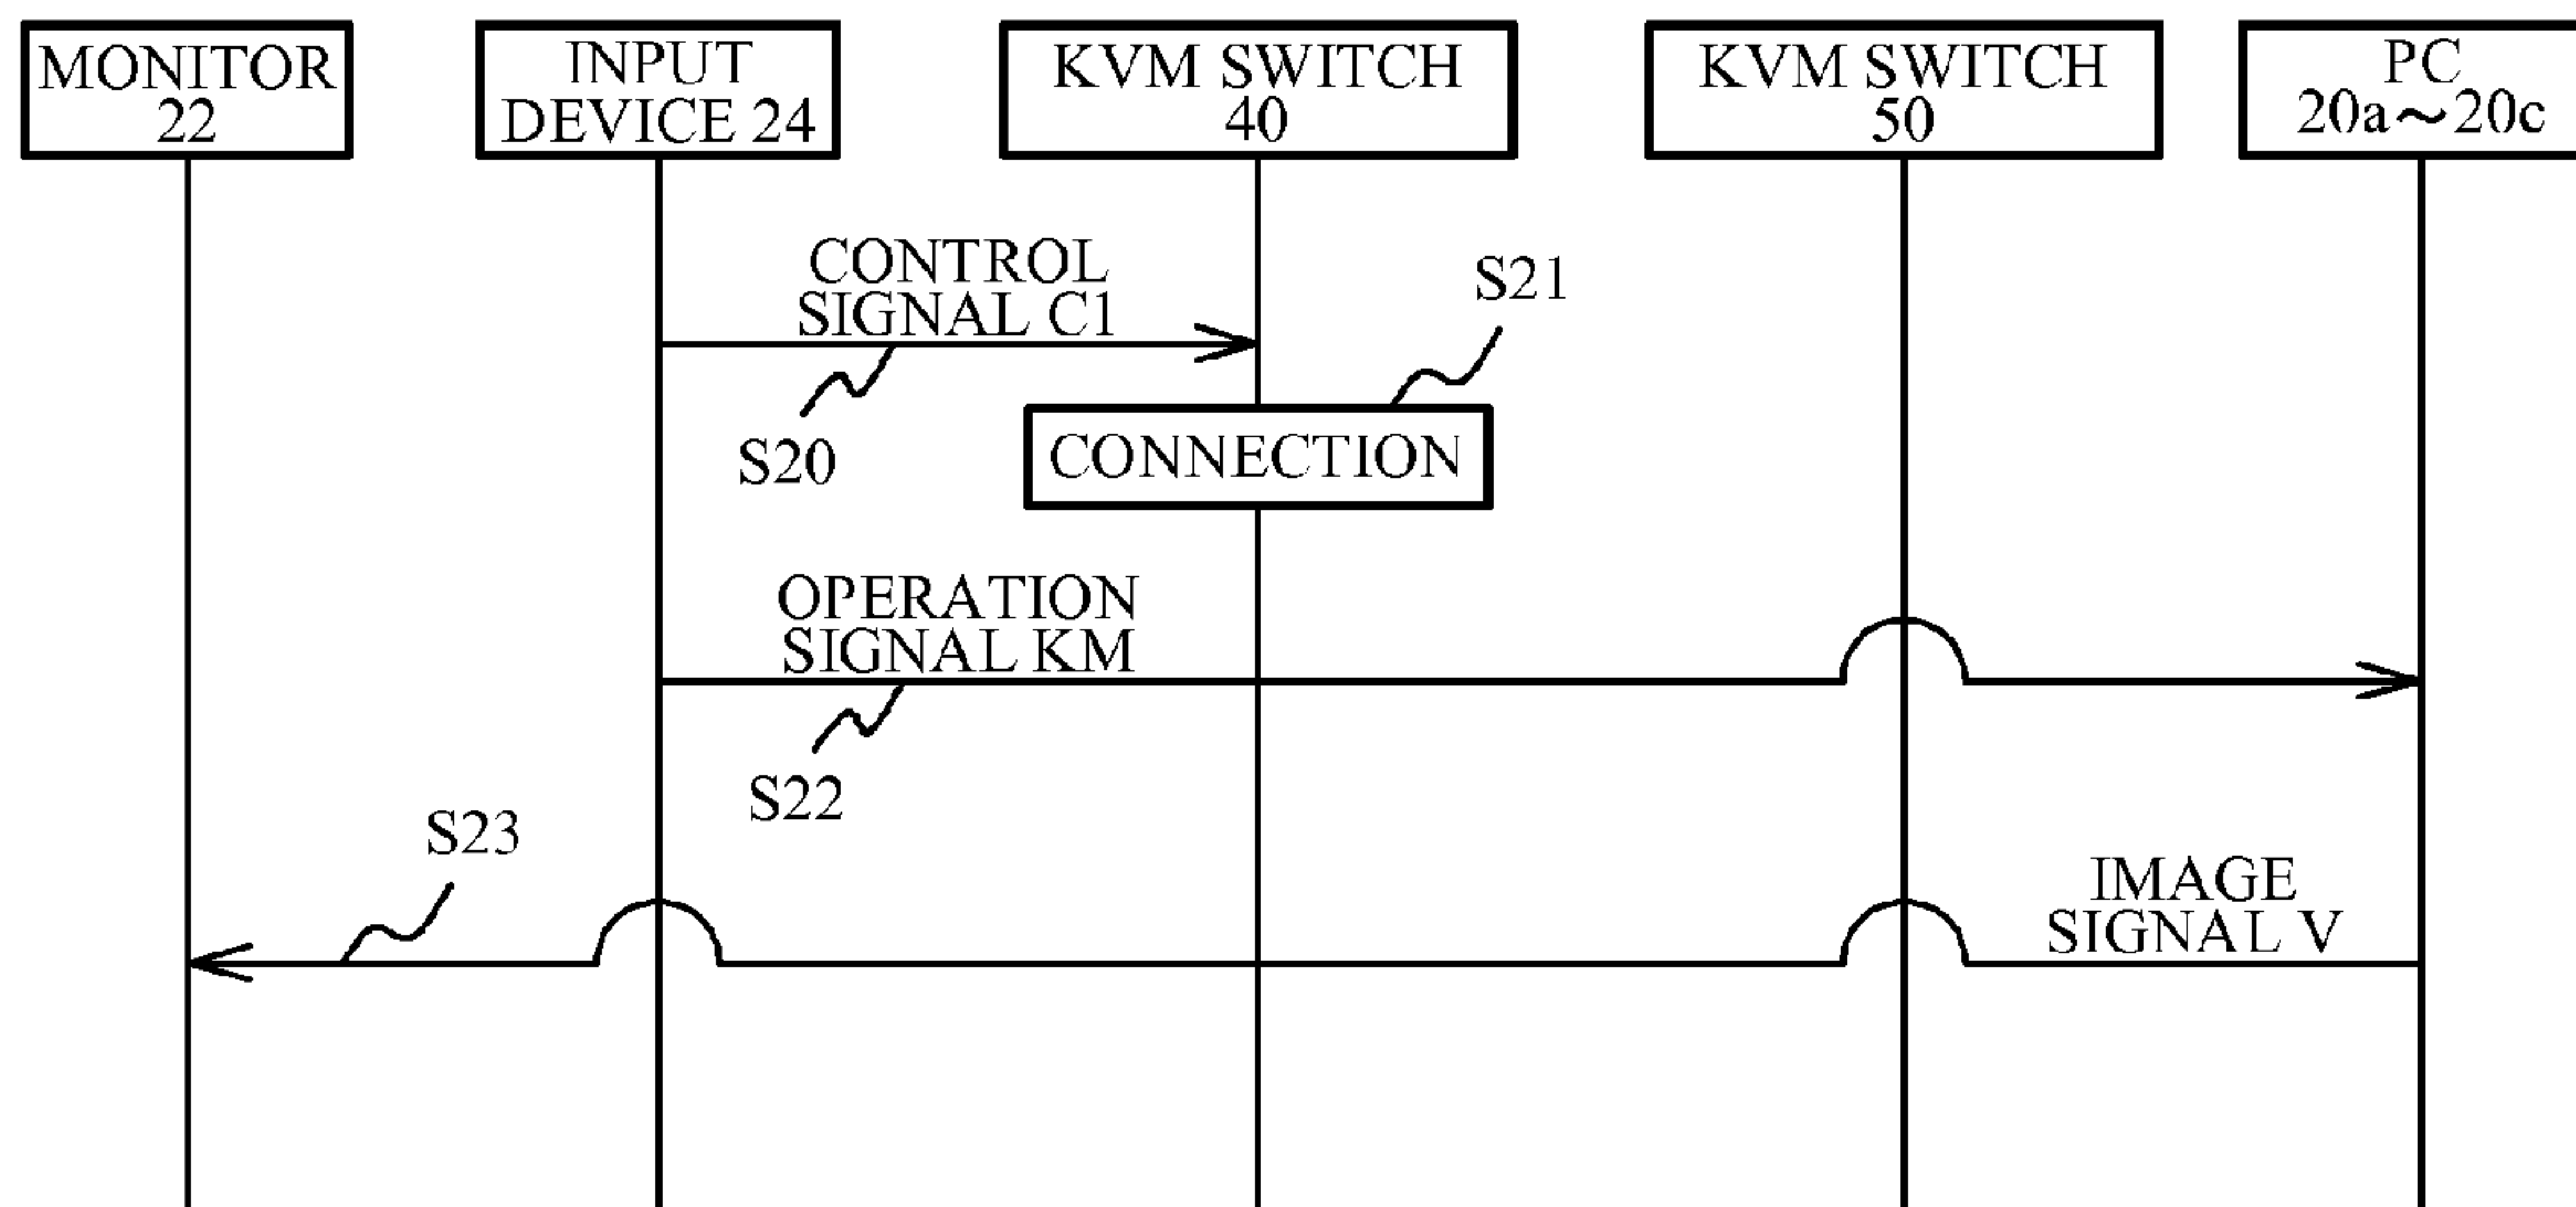 MONITOR
22
INPUT
DEVICE 24
KVM SWITCH
40
KVM SWITCH
50
PC
20a～20c
CONTROL
SIGNAL C1
S20
S21
CONNECTION
OPERATION
SIGNAL KM
S22
S23
IMAGE
SIGNAL V